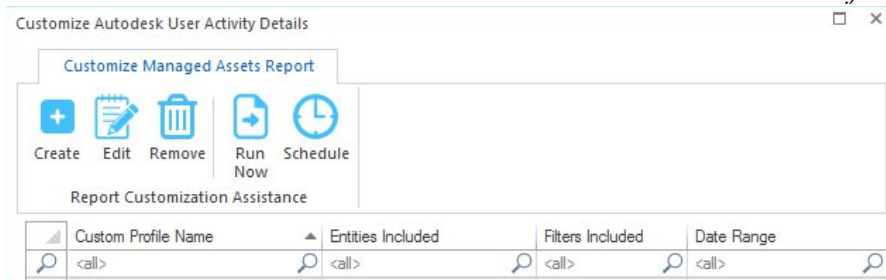 Customize Autodesk User Activity Details
Customize Managed Assets Report
Create Edit Remove Run Now Schedule
Report Customization Assistance
Custom Profile Name Entities Included Filters Included Date Range
<all> <all> <all> <all>